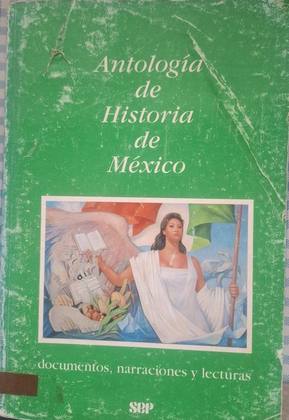 Antología
de
Historia
de
México
documentos, narraciones y lecturas
SEP